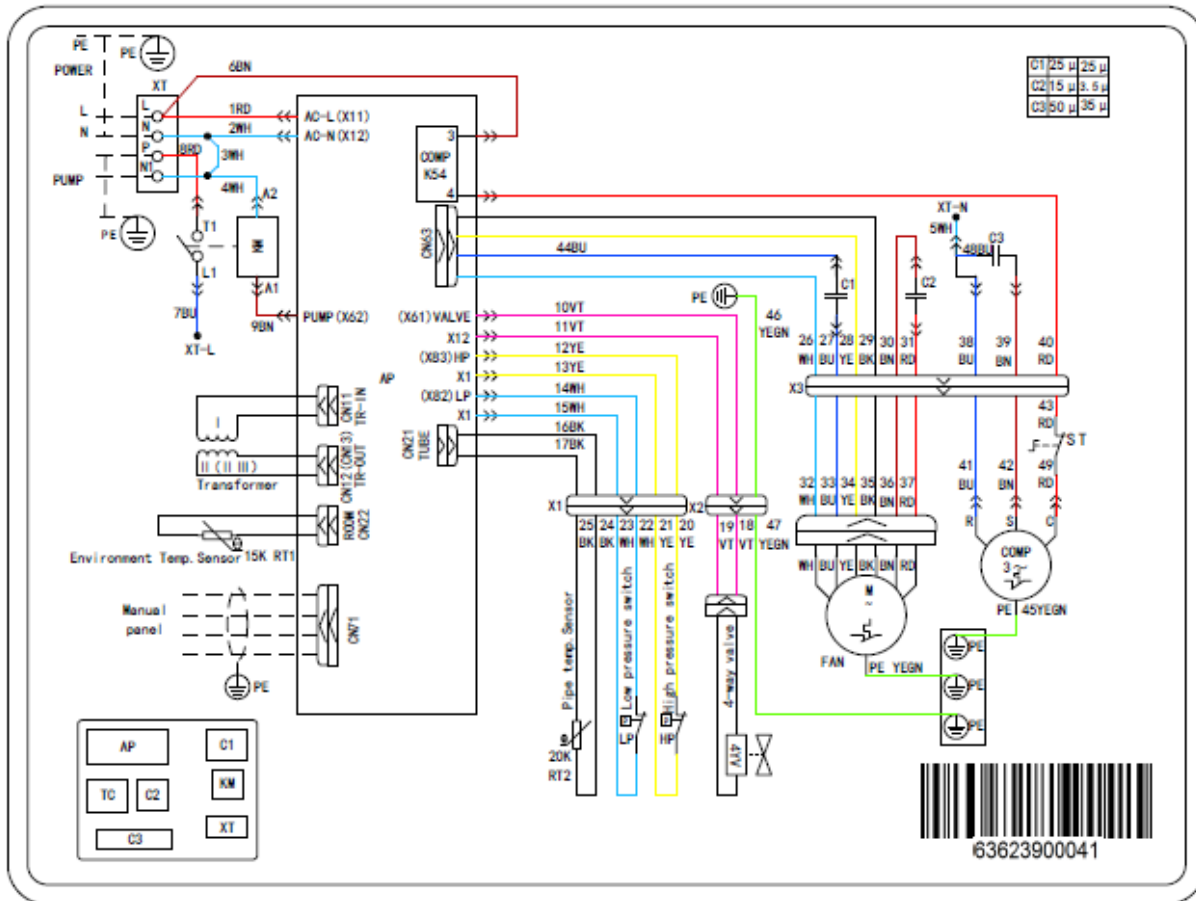 PE
PE
POWER
XT
6BN
C1 25 μ 25 μ
C2 15 μ 3.5 μ
C3 50 μ 35 μ
L
L
1RD
AC-L(X11)
N
N
2WH
AC-N(X12)
3
COMP
K54
4
P
8RD
3WH
PUMP
N1
4WH
A2
PE
T1
KM
L1
A1
7BU
9BN
PUMP(X62)
XT-L
CN63
44BU
XT-N
5WH
48BU
C3
C1
C2
PE
46
YEGN
(X61)VALVE
10VT
X12
11VT
(X83)HP
12YE
X1
13YE
(X82)LP
14WH
X1
15WH
16BK
17BK
AP
CN21
TUBE
26 27 28 29 30 31 38 39 40
WH BU YE BK BN RD BU BN RD
X3
43
RD
ST
I
CN11
TR-IN
II (II III)
Transformer
CN12(CN13)
TR-OUT
ROOM
CN22
Environment Temp.Sensor 15K RT1
Manual
panel
CN71
PE
X1
X2
25 24 23 22 21 20
BK BK WH WH YE YE
19 18 47
VT VT YEGN
32 33 34 35 36 37
WH BU YE BK BN RD
41 42 49
BU BN RD
R S C
COMP
3~
PE 45YEGN
WH BU YE BK BN RD
M
~
FAN
PE YEGN
PE
PE
PE
Pipe temp.Sensor
Low pressure switch
High pressure switch
4-way valve
20K
RT2
LP
HP
4YV
AP
C1
TC
C2
KM
C3
XT
63623900041